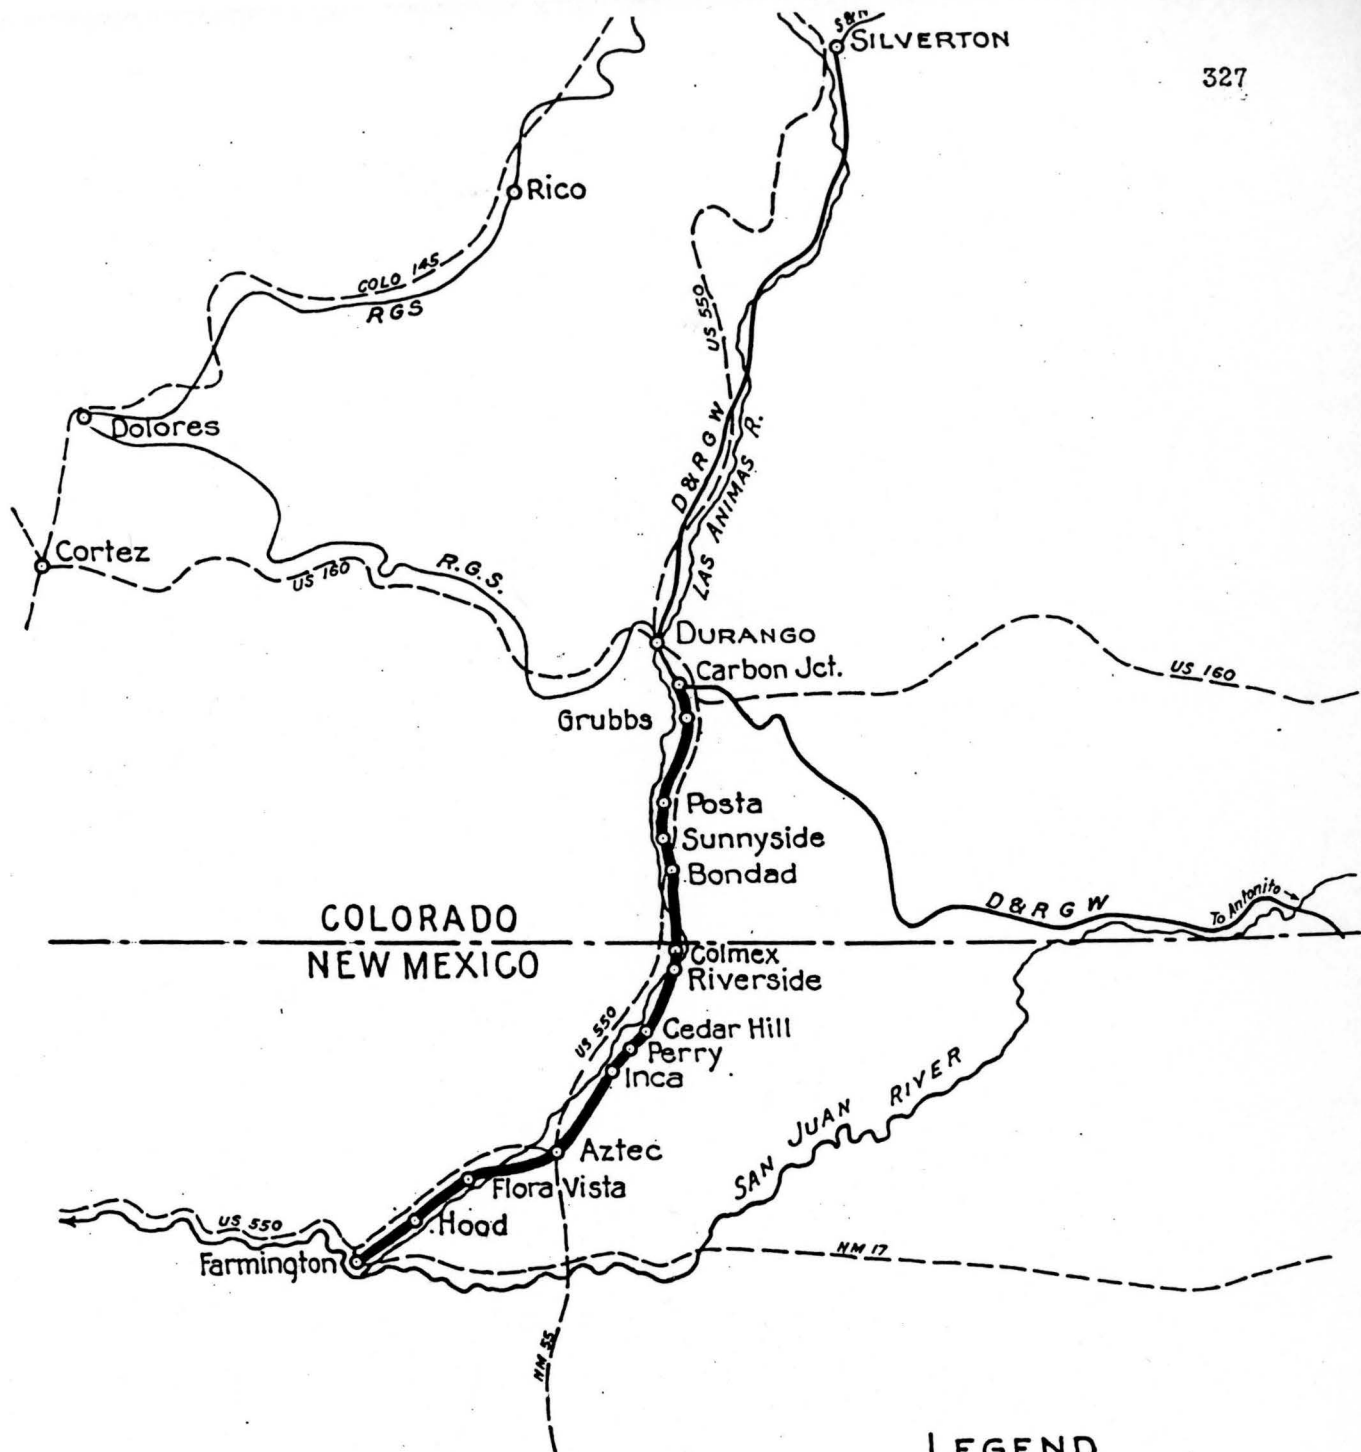 S&N
SILVERTON
327
Rico
COLO 145
RGS
US 550
Dolores
D & R G W
LAS ANIMAS R.
Cortez
US 160
R.G.S.
DURANGO
Carbon Jct.
US 160
Grubbs
Posta
Sunnyside
Bondad
COLORADO
D & R G W
To Antonito
NEW MEXICO
Colmex
Riverside
US 550
Cedar Hill
Perry
Inca
SAN JUAN RIVER
Aztec
Flora Vista
US 550
Hood
Farmington
NM 17
NM 55
LEGEND